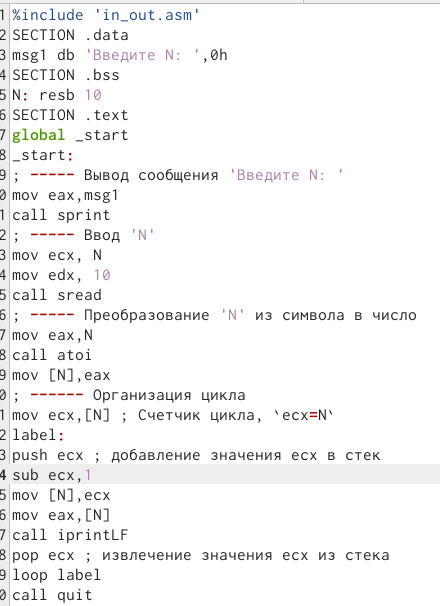 1 %include 'in_out.asm'
2 SECTION .data
3 msg1 db 'Введите N: ',0h
4 SECTION .bss
5 N: resb 10
6 SECTION .text
7 global _start
8 _start:
9 ; ----- Вывод сообщения 'Введите N: '
0 mov eax,msg1
1 call sprint
2 ; ----- Ввод 'N'
3 mov ecx, N
4 mov edx, 10
5 call sread
6 ; ----- Преобразование 'N' из символа в число
7 mov eax,N
8 call atoi
9 mov [N],eax
0 ; ------ Организация цикла
1 mov ecx,[N] ; Счетчик цикла, `ecx=N`
2 label:
3 push ecx ; добавление значения ecx в стек
4 sub ecx,1
5 mov [N],ecx
6 mov eax,[N]
7 call iprintLF
8 pop ecx ; извлечение значения ecx из стека
9 loop label
0 call quit